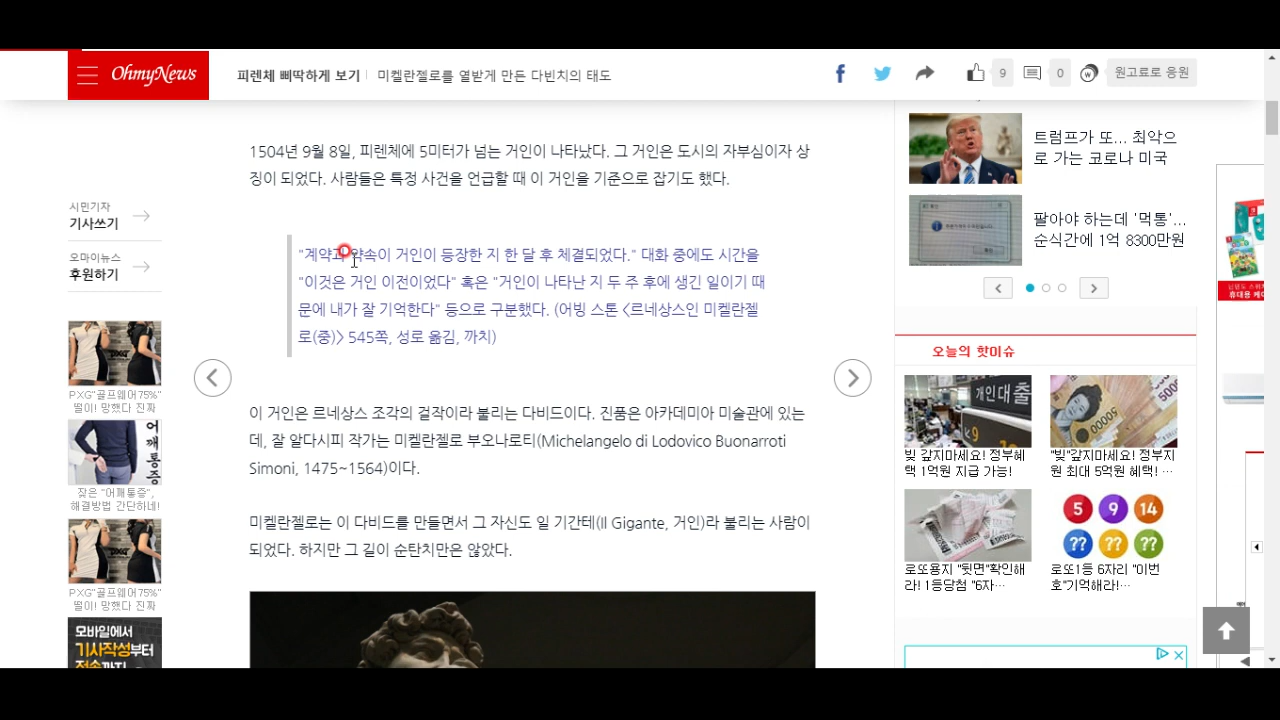 OhmyNews
피렌체 삐딱하게 보기
미켈란젤로를 열받게 만든 다빈치의 태도
9
0
원고료로 응원
1504년 9월 8일, 피렌체에 5미터가 넘는 거인이 나타났다. 그 거인은 도시의 자부심이자 상
징이 되었다. 사람들은 특정 사건을 언급할 때 이 거인을 기준으로 잡기도 했다.
"계약과 약속이 거인이 등장한 지 한 달 후 체결되었다." 대화 중에도 시간을
"이것은 거인 이전이었다" 혹은 "거인이 나타난 지 두 주 후에 생긴 일이기 때
문에 내가 잘 기억한다" 등으로 구분했다. (어빙 스톤 <르네상스인 미켈란젤
로(중)> 545쪽, 성로 옮김, 까치)
이 거인은 르네상스 조각의 걸작이라 불리는 다비드이다. 진품은 아카데미아 미술관에 있는
데, 잘 알다시피 작가는 미켈란젤로 부오나로티(Michelangelo di Lodovico Buonarroti
Simoni, 1475~1564)이다.
미켈란젤로는 이 다비드를 만들면서 그 자신도 일 기간테(Il Gigante, 거인)라 불리는 사람이
되었다. 하지만 그 길이 순탄치만은 않았다.
시민기자
기사쓰기
오마이뉴스
후원하기
PXG"골프웨어75%"
떨이! 망했다 진짜
어깨통증
잦은 "어깨통증",
해결방법 간단하네!
PXG"골프웨어75%"
떨이! 망했다 진짜
모바일에서
기사작성부터
전송까지
트럼프가 또... 최악으
로 가는 코로나 미국
팔아야 하는데 '먹통'...
순식간에 1억 8300만원
오늘의 핫이슈
개인대출
9
빚 갚지마세요! 정부혜
택 1억원 지급 가능!
50000
"빚"갚지마세요! 정부지
원 최대 5억원 혜택! ...
로또용지 "뒷면"확인해
라! 1등당첨 "6자...
5 9 14
?? ?? ??
로또1등 6자리 "이번
호"기억해라!...